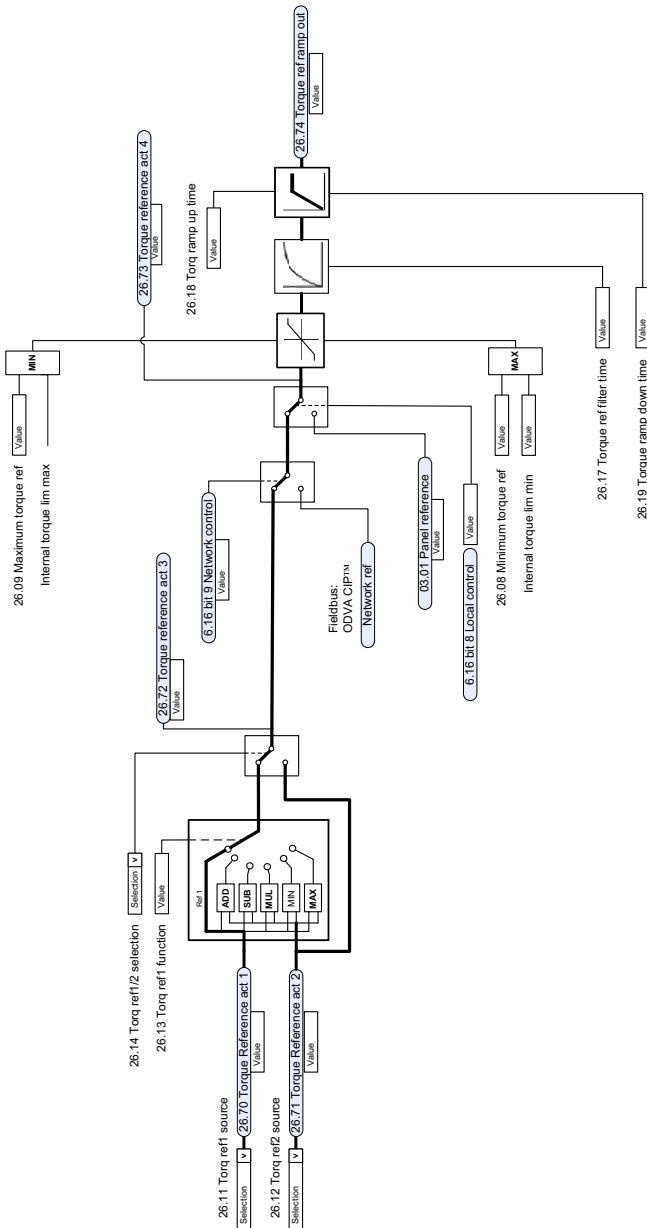 26.73 Torque reference act 4
Value
26.09 Maximum torque ref
Value
MIN
Internal torque lim max
26.18 Torq ramp up time
Value
26.72 Torque reference act 3
Value
6.16 bit 9 Network control
Value
26.74 Torque ref ramp out
Value
26.14 Torq ref1/2 selection
Selection v
26.13 Torq ref1 function
Value
Ref 1
ADD
SUB
MUL
MIN
MAX
26.11 Torq ref1 source
Selection v
26.70 Torque Reference act 1
Value
26.12 Torq ref2 source
Selection v
26.71 Torque Reference act 2
Value
Fieldbus:
ODVA CIP™
Network ref
03.01 Panel reference
Value
6.16 bit 8 Local control
Value
26.08 Minimum torque ref
Value
MAX
Internal torque lim min
Value
26.17 Torque ref filter time
Value
26.19 Torque ramp down time
Value